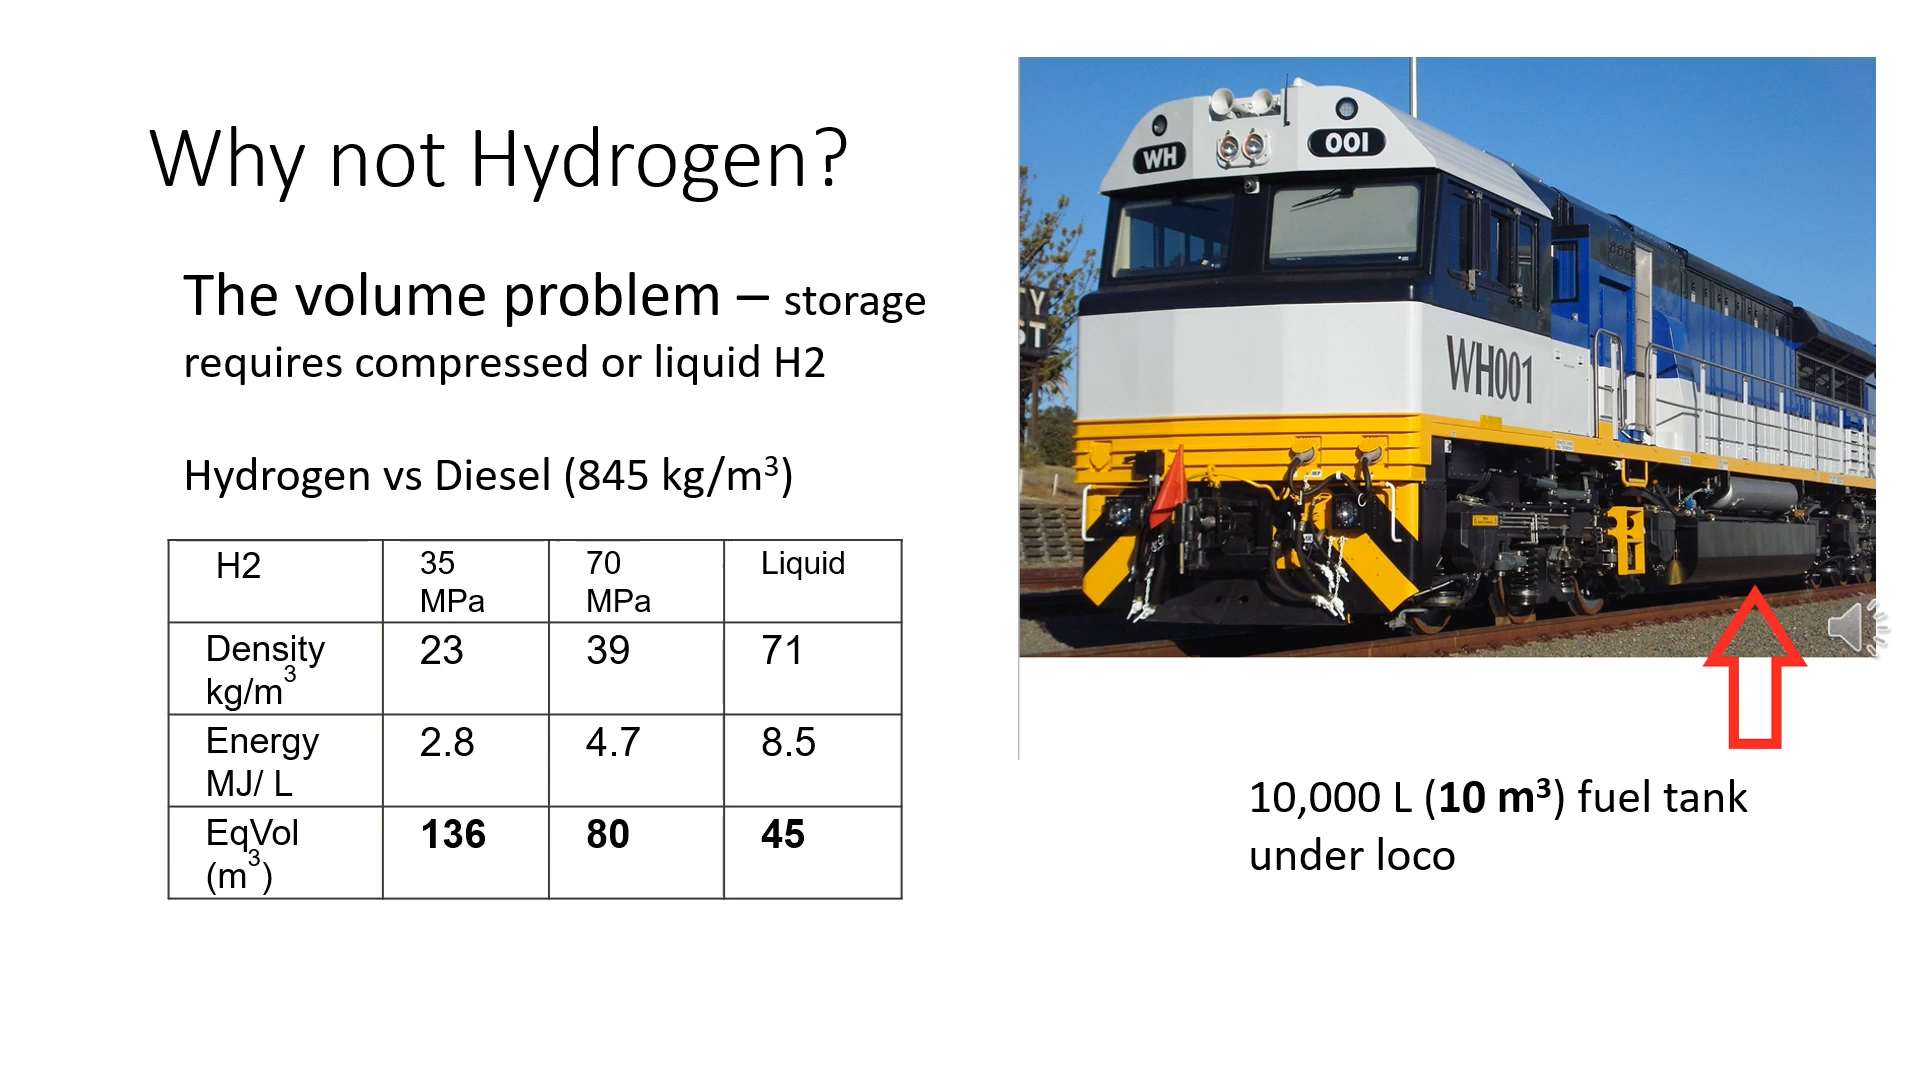 Why not Hydrogen?
The volume problem – storage
requires compressed or liquid H2
Hydrogen vs Diesel (845 kg/m³)
H2 35 MPa 70 MPa Liquid
Density kg/m³ 23 39 71
Energy MJ/ L 2.8 4.7 8.5
EqVol (m³) 136 80 45
WH
001
WH001
10,000 L (10 m³) fuel tank
under loco